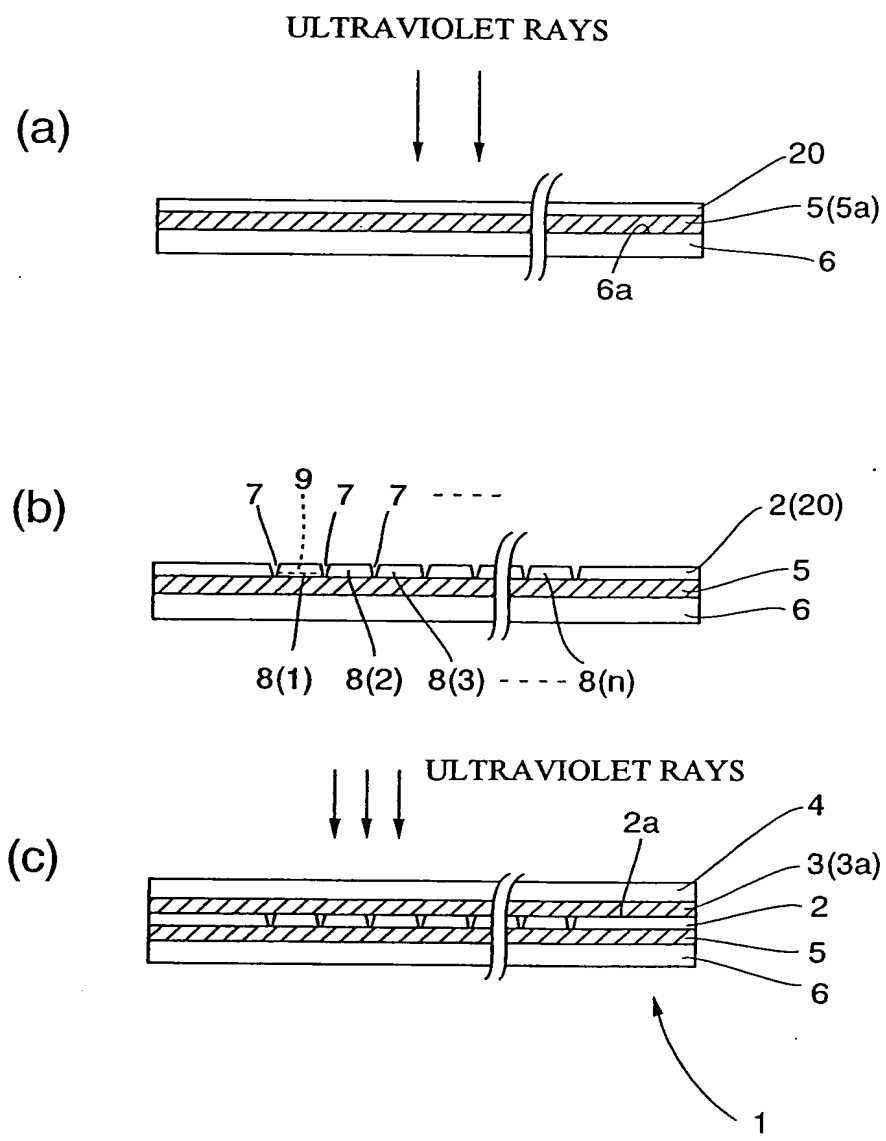 ULTRAVIOLET RAYS
(a)
20
5(5a)
6
6a
(b)
7
9
7
7
2(20)
5
6
8(1)
8(2)
8(3)
8(n)
ULTRAVIOLET RAYS
(c)
2a
4
3(3a)
2
5
6
1